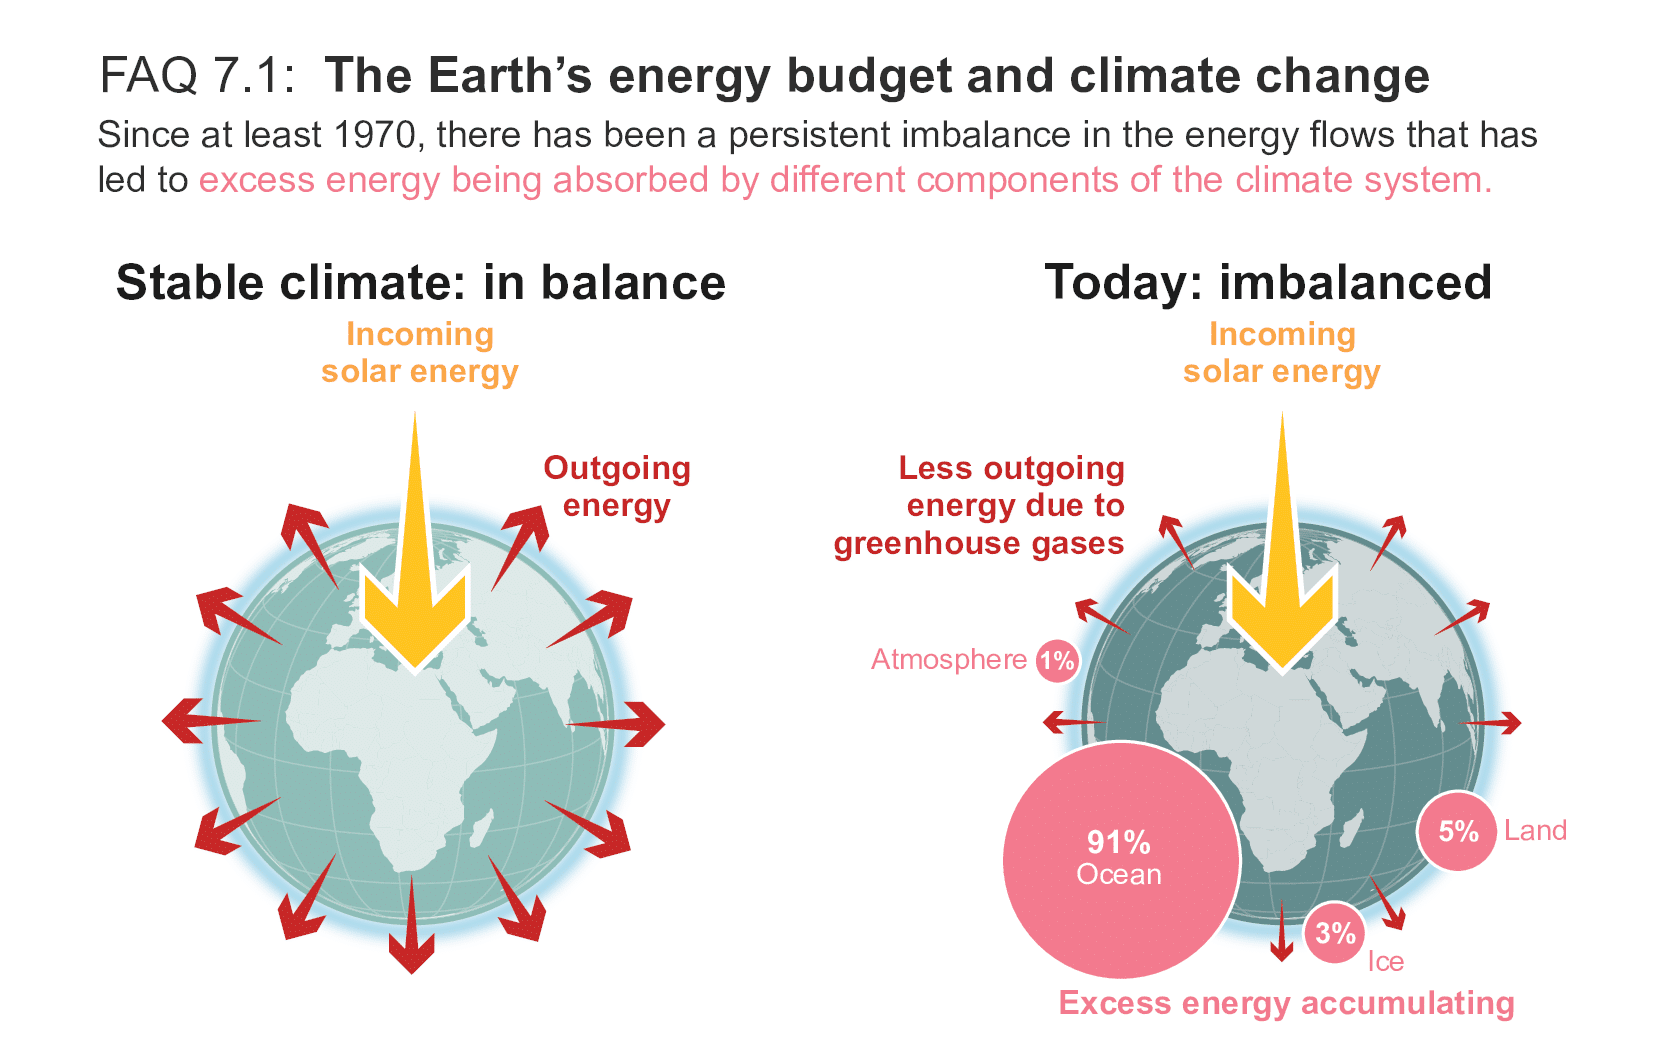 FAQ 7.1: The Earth’s energy budget and climate change
Since at least 1970, there has been a persistent imbalance in the energy flows that has
led to excess energy being absorbed by different components of the climate system.
Stable climate: in balance
Incoming
solar energy
Outgoing
energy
Today: imbalanced
Incoming
solar energy
Less outgoing
energy due to
greenhouse gases
Atmosphere 1%
91%
Ocean
5% Land
3%
Ice
Excess energy accumulating